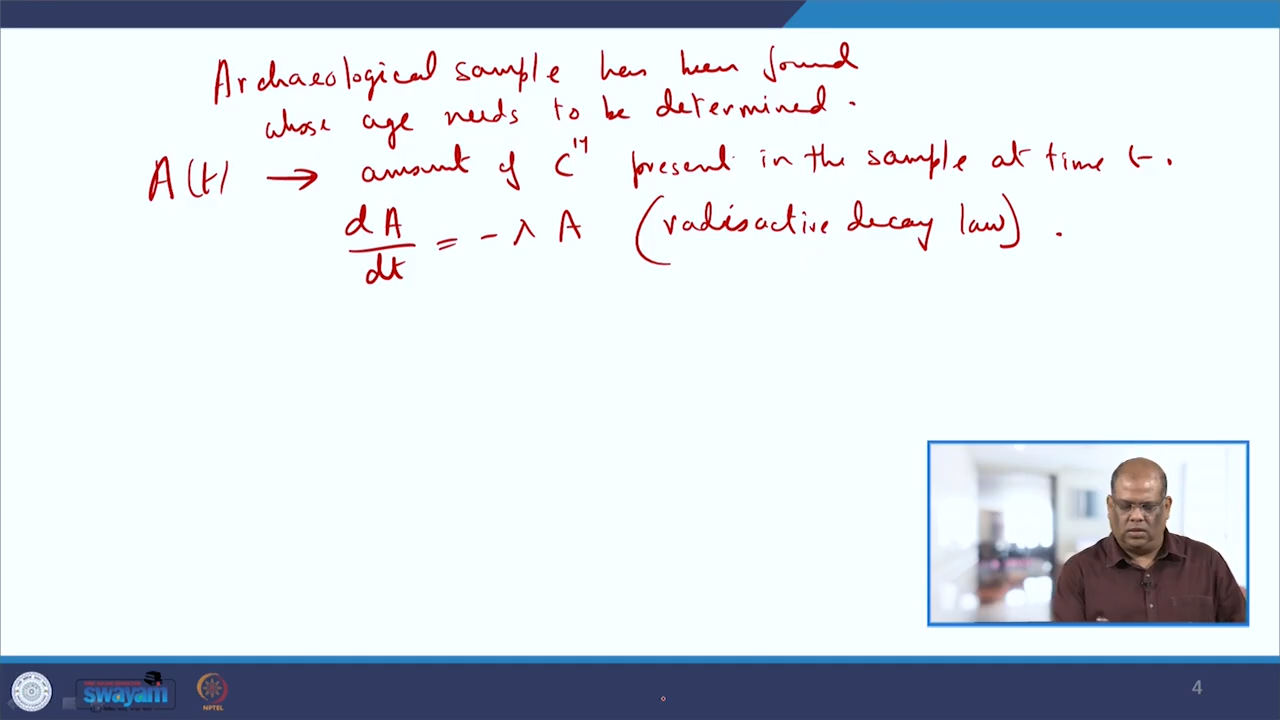 Archaeological sample has been found
whose age needs to be determined.
A(t) → amount of C¹⁴ present in the sample at time t.
dA/dt = -λ A (radioactive decay law).
swayam
NPTEL
4